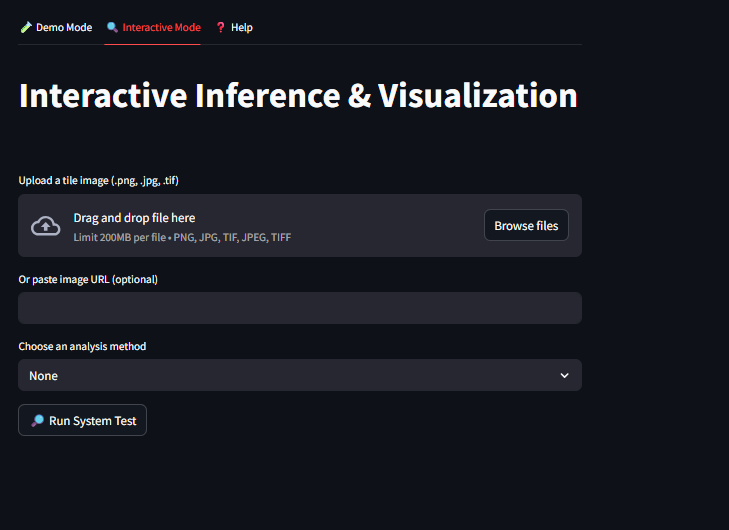 Demo Mode Interactive Mode Help
Interactive Inference & Visualization
Upload a tile image (.png, .jpg, .tif)
Drag and drop file here
Limit 200MB per file • PNG, JPG, TIF, JPEG, TIFF
Browse files
Or paste image URL (optional)
Choose an analysis method
None
Run System Test